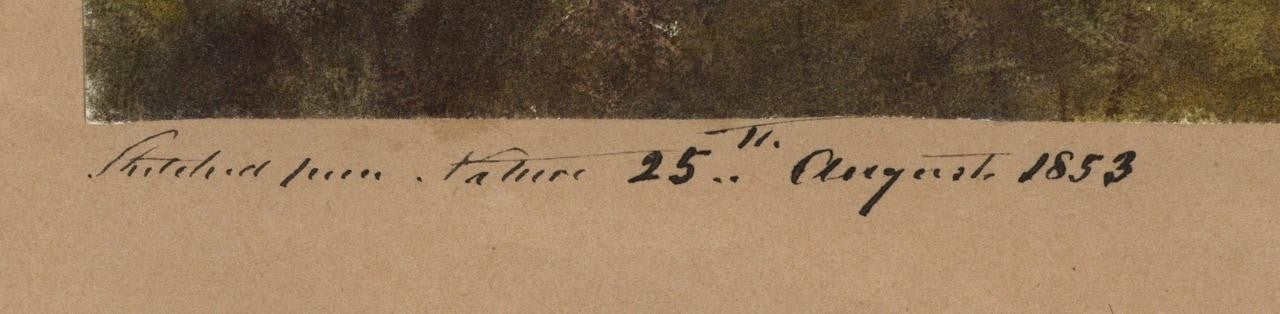 Sketched from Nature 25th August 1853